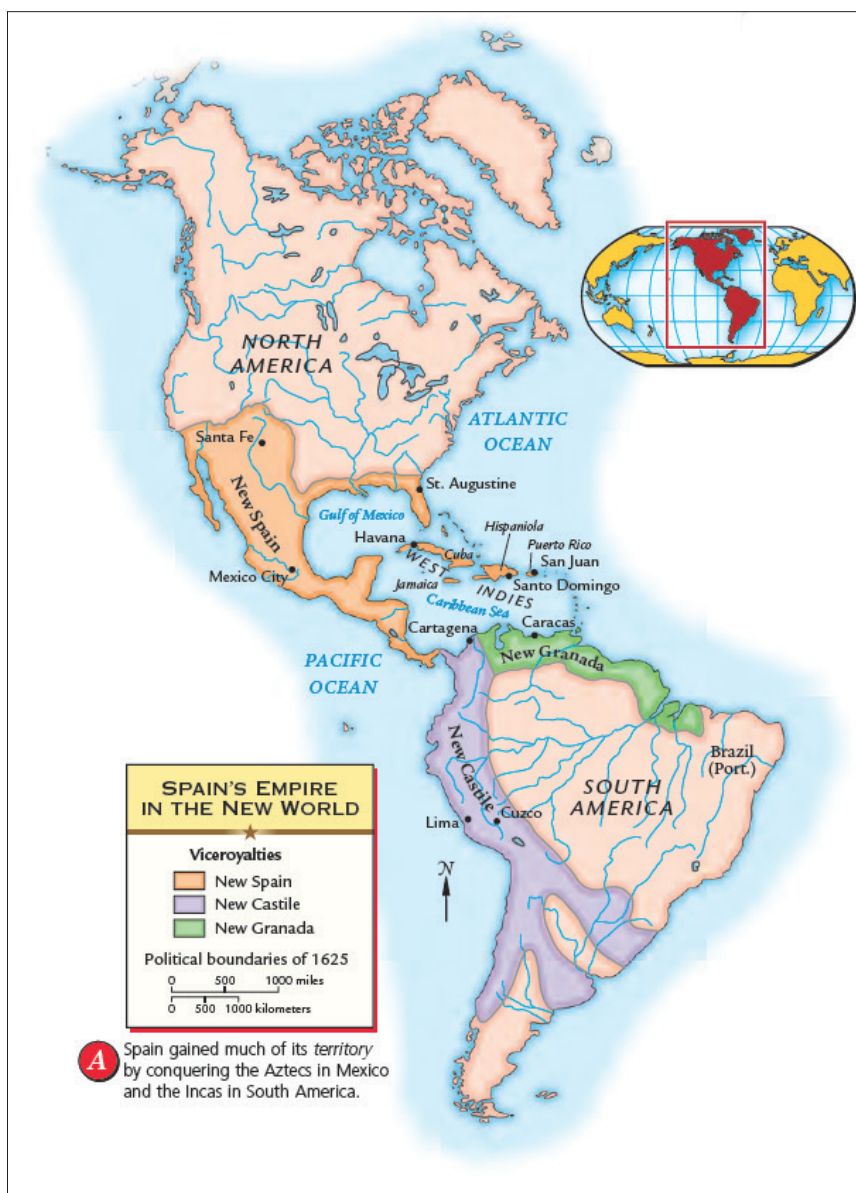 NORTH
AMERICA
ATLANTIC
OCEAN
Santa Fe
St. Augustine
New Spain
Gulf of Mexico
Hispaniola
Havana
Puerto Rico
Cuba
San Juan
WEST
Mexico City
Jamaica
INDIES
Santo Domingo
Caribbean Sea
Cartagena
Caracas
New Granada
PACIFIC
OCEAN
New Castile
Brazil
(Port.)
SOUTH
AMERICA
Lima
Cuzco
N
SPAIN'S EMPIRE
IN THE NEW WORLD
Viceroyalties
New Spain
New Castile
New Granada
Political boundaries of 1625
0 500 1000 miles
0 500 1000 kilometers
A
Spain gained much of its territory
by conquering the Aztecs in Mexico
and the Incas in South America.